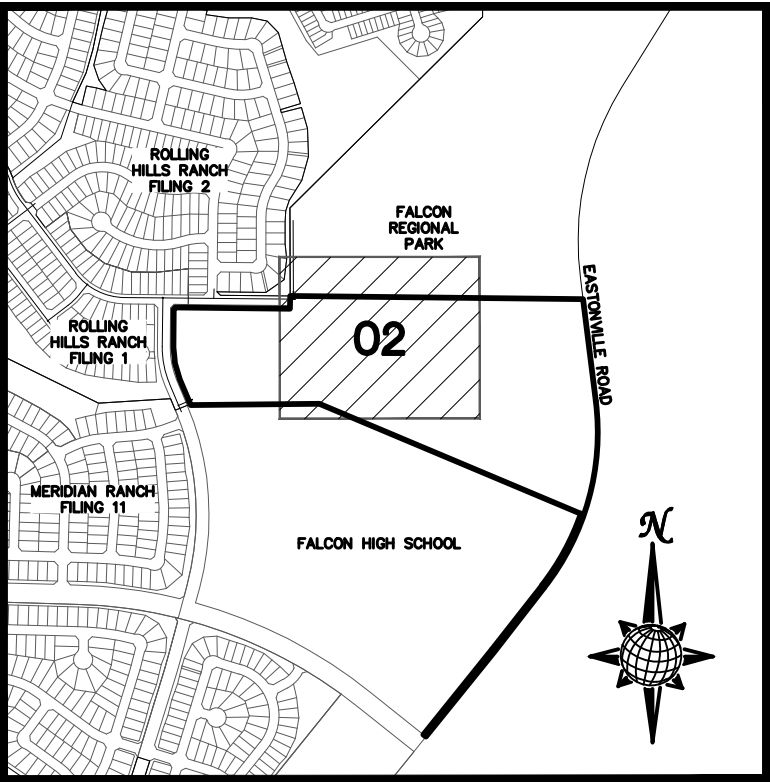 ROLLING
HILLS RANCH
FILING 2
FALCON
REGIONAL
PARK
EASTONVILLE ROAD
ROLLING
HILLS RANCH
FILING 1
02
MERIDIAN RANCH
FILING 11
FALCON HIGH SCHOOL
N